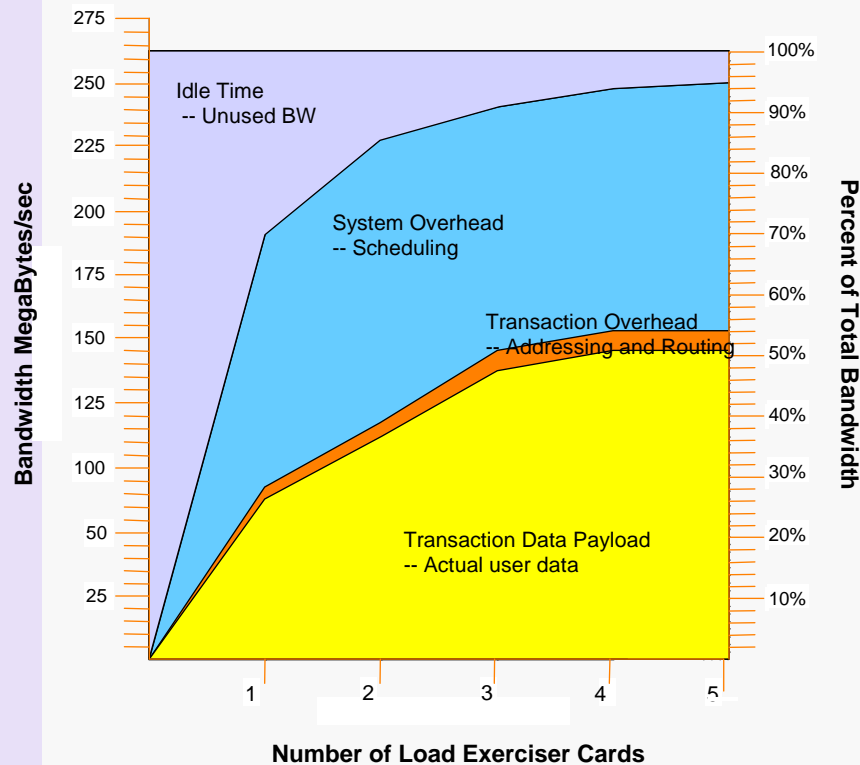 275
250
225
200
175
150
125
100
50
25
Bandwidth MegaBytes/sec
Idle Time
-- Unused BW
System Overhead
-- Scheduling
Transaction Overhead
-- Addressing and Routing
Transaction Data Payload
-- Actual user data
100%
90%
80%
70%
60%
50%
40%
30%
20%
10%
Percent of Total Bandwidth
1
2
3
4
5
Number of Load Exerciser Cards